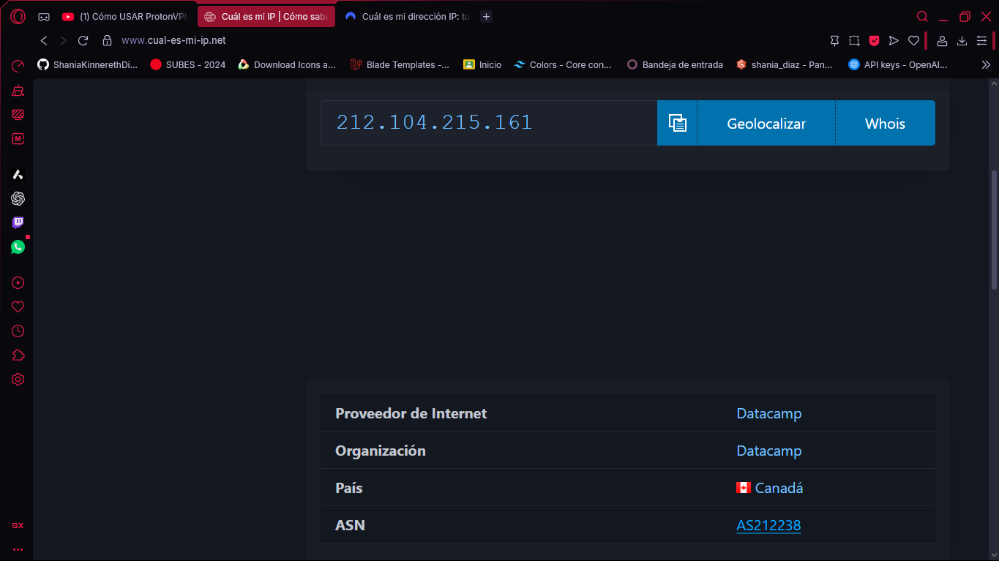 (1) Cómo USAR ProtonVPN
Cuál es mi IP | Cómo sabe
Cuál es mi dirección IP: tu
www.cual-es-mi-ip.net
ShaniaKinnerethDi...
SUBES - 2024
Download Icons a...
Blade Templates -...
Inicio
Colors - Core con...
Bandeja de entrada
shania_diaz - Pan...
API keys - OpenAI...
212.104.215.161
Geolocalizar
Whois
M
Proveedor de Internet
Datacamp
Organización
Datacamp
País
Canadá
ASN
AS212238
GX